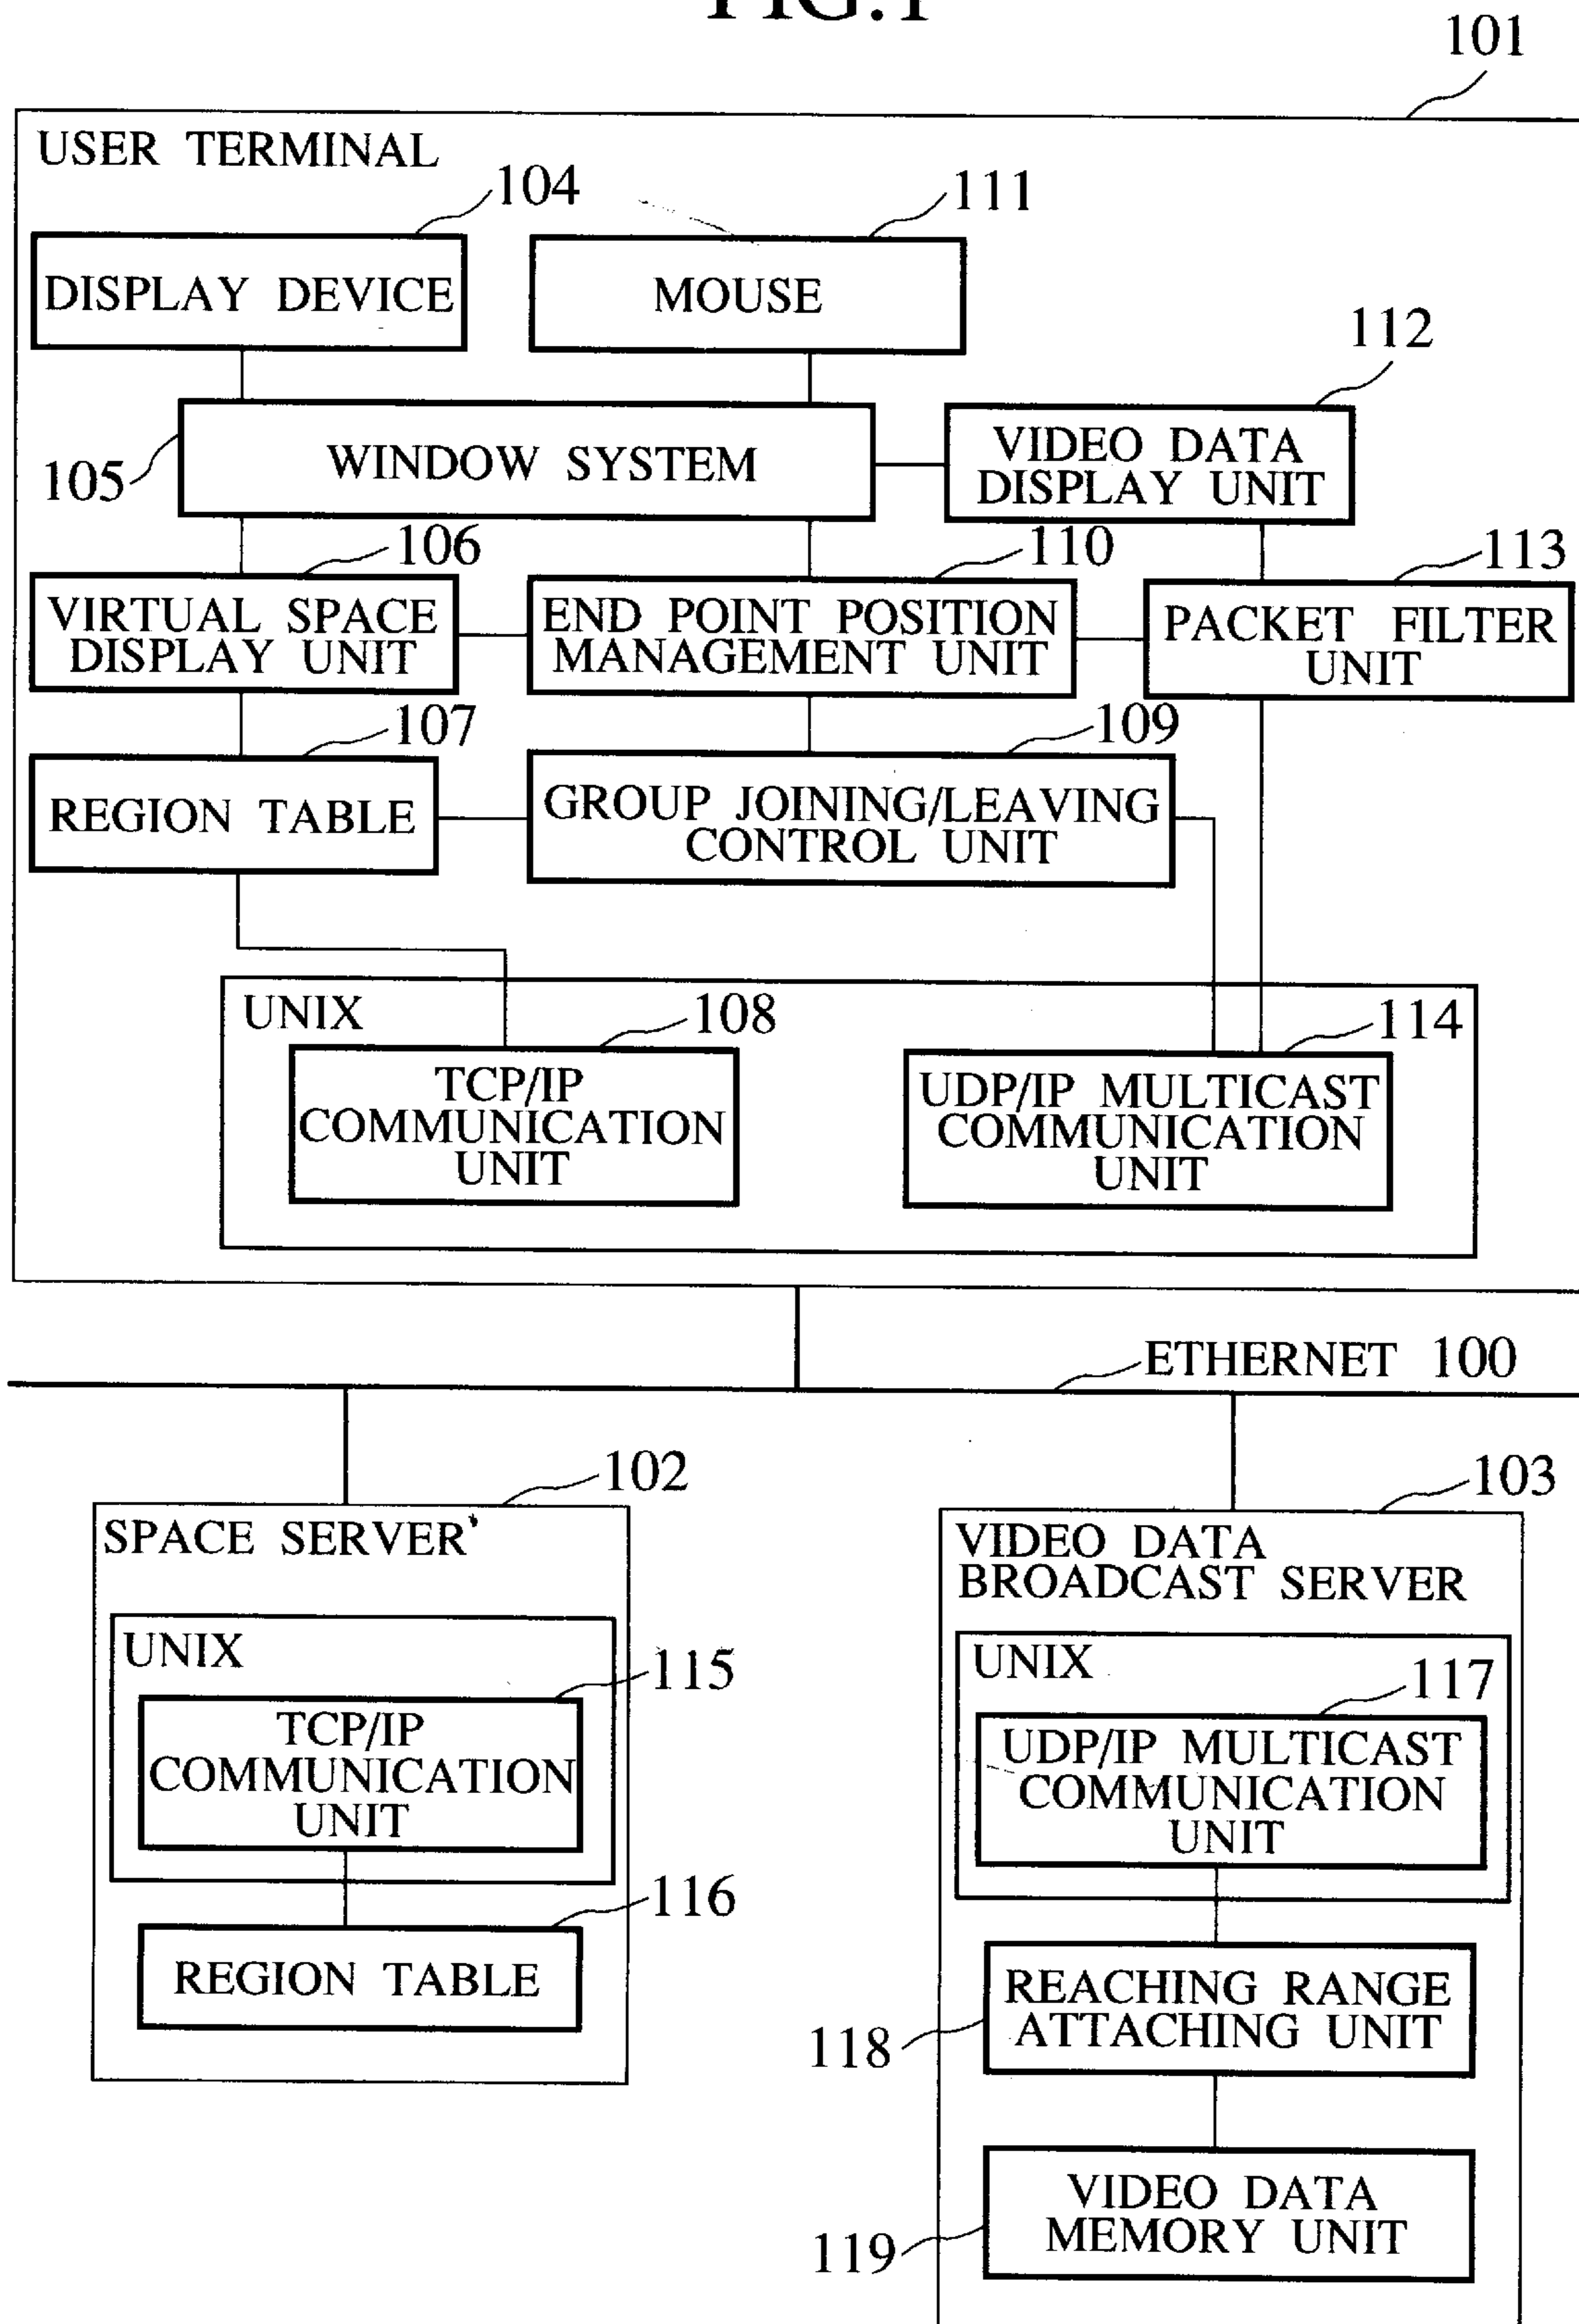 FIG.1
101
USER TERMINAL
104
111
DISPLAY DEVICE
MOUSE
112
105
WINDOW SYSTEM
VIDEO DATA
DISPLAY UNIT
106
110
113
VIRTUAL SPACE
DISPLAY UNIT
END POINT POSITION
MANAGEMENT UNIT
PACKET FILTER
UNIT
107
109
REGION TABLE
GROUP JOINING/LEAVING
CONTROL UNIT
UNIX
108
114
TCP/IP
COMMUNICATION
UNIT
UDP/IP MULTICAST
COMMUNICATION
UNIT
ETHERNET 100
102
SPACE SERVER
UNIX
115
TCP/IP
COMMUNICATION
UNIT
116
REGION TABLE
103
VIDEO DATA
BROADCAST SERVER
UNIX
117
UDP/IP MULTICAST
COMMUNICATION
UNIT
118
REACHING RANGE
ATTACHING UNIT
119
VIDEO DATA
MEMORY UNIT